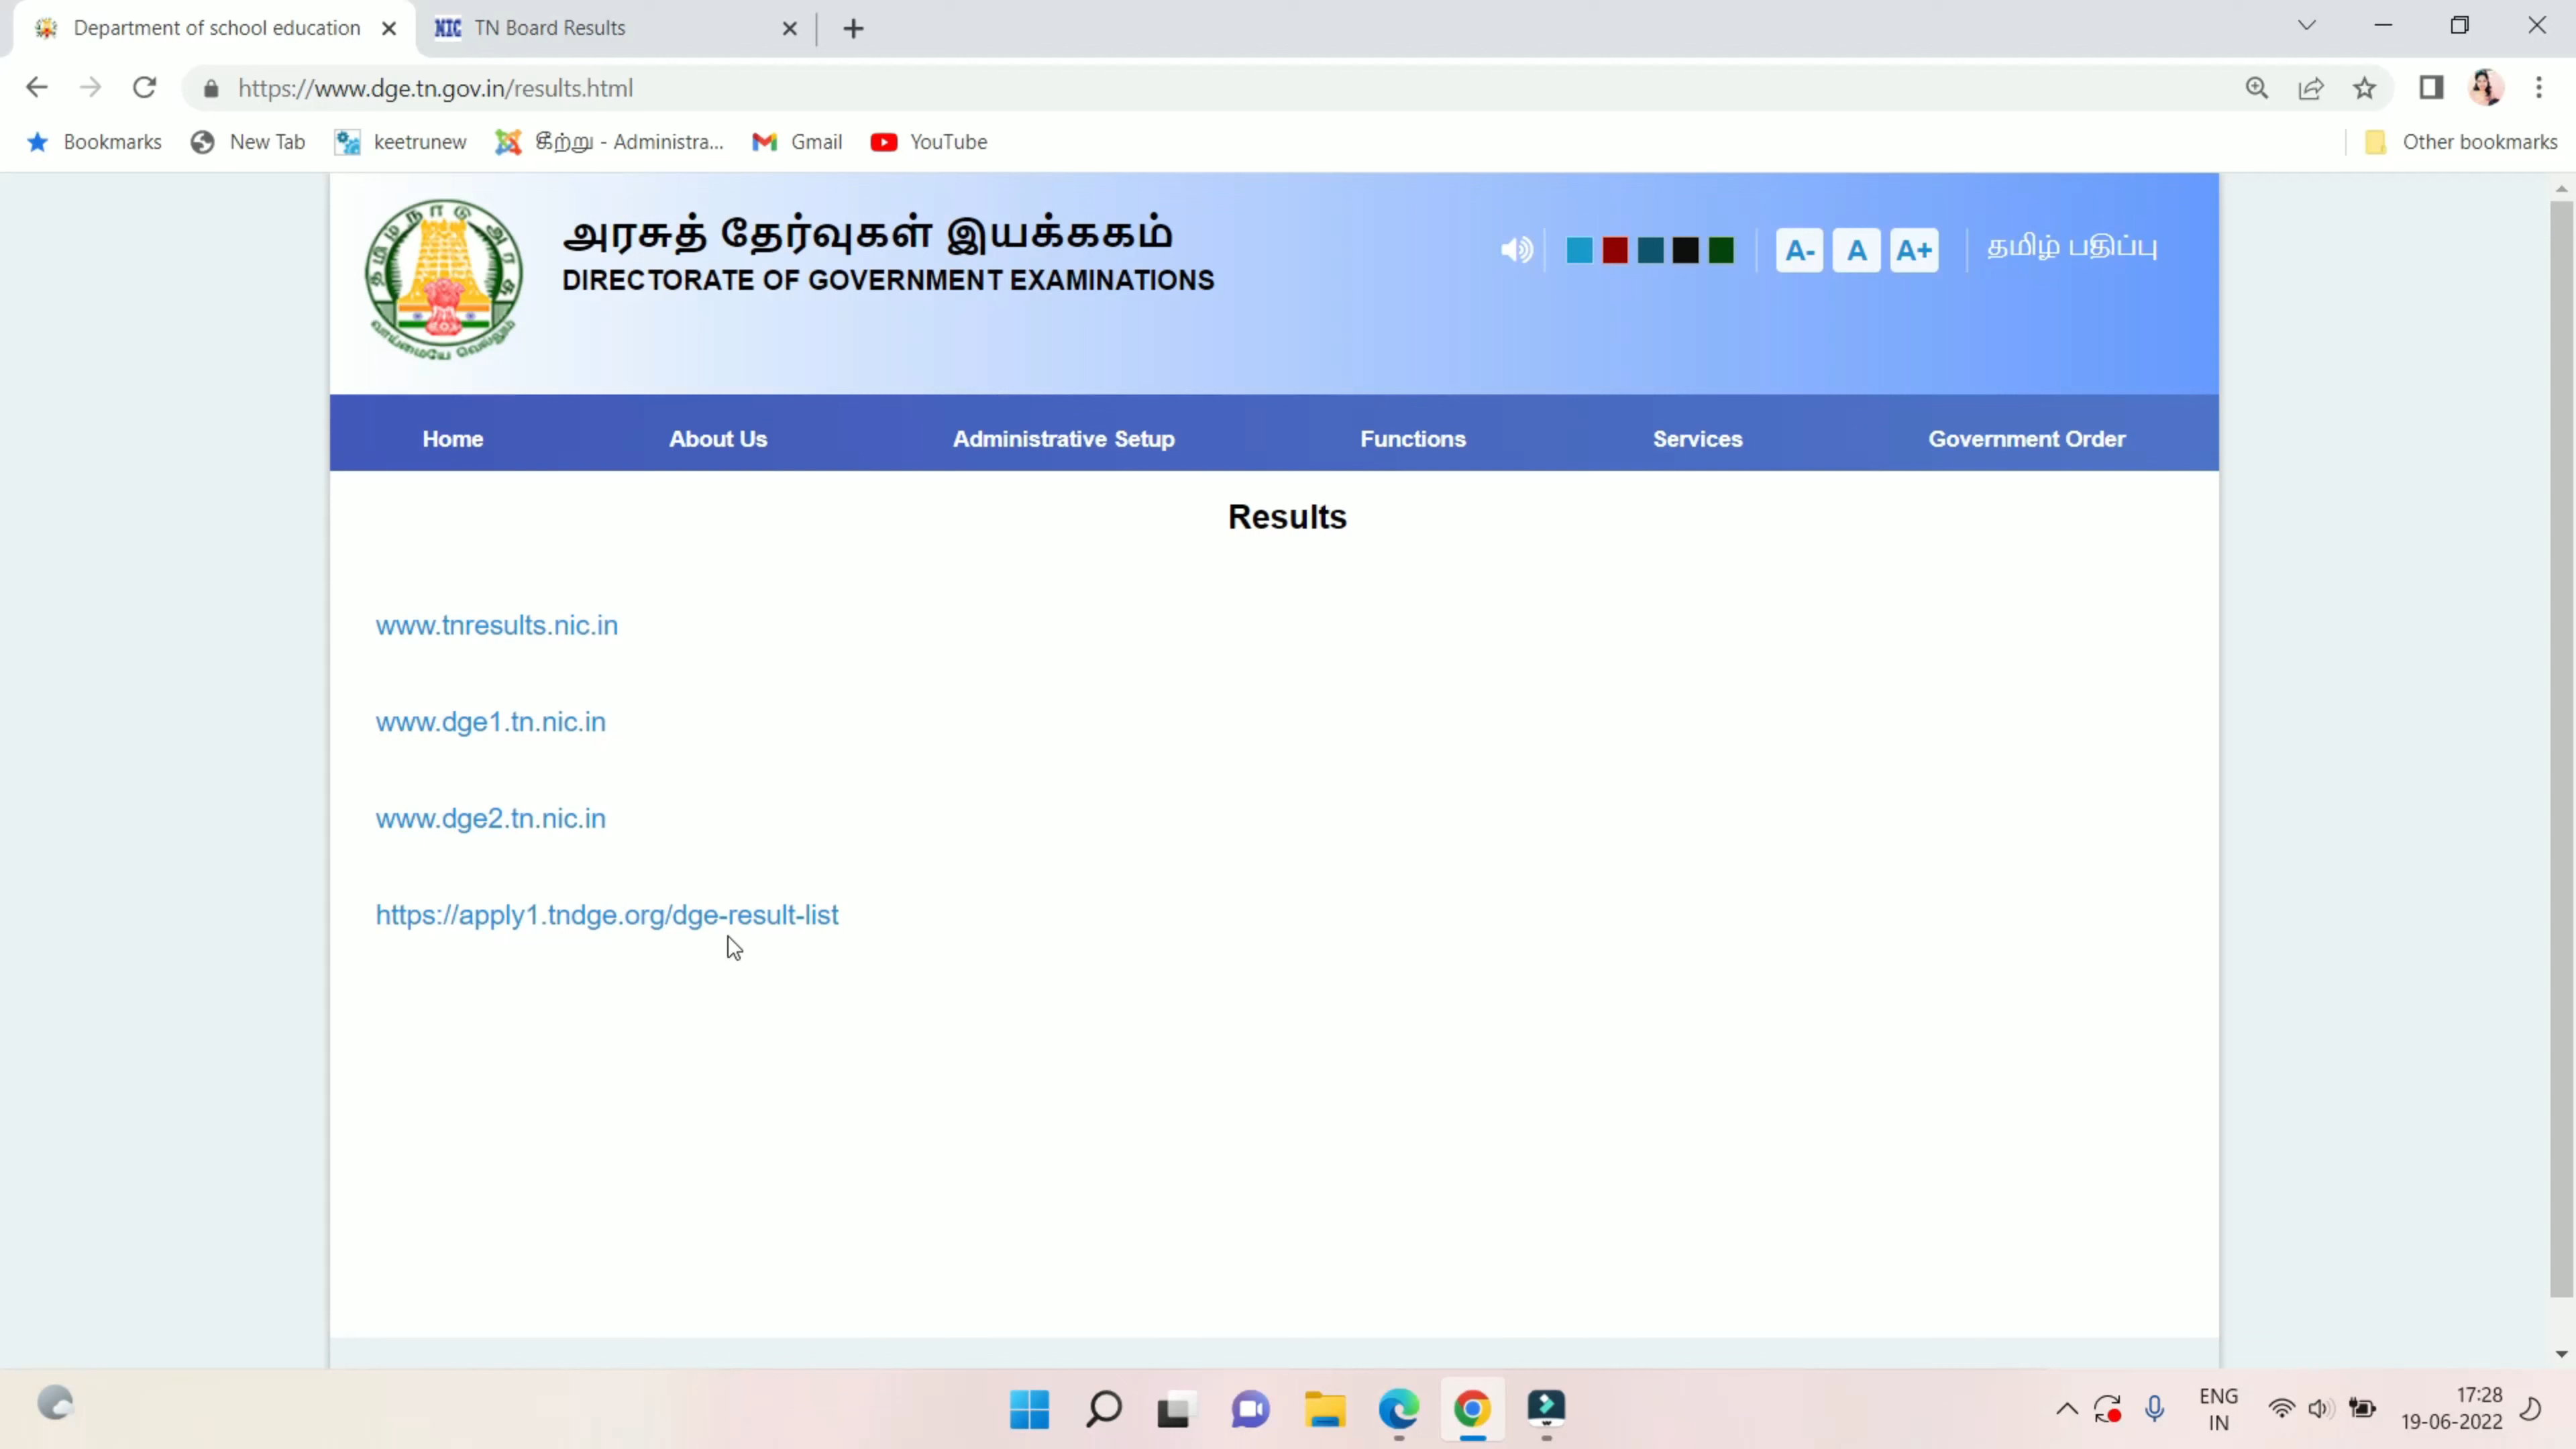 Department of school education
NIC TN Board Results
https://www.dge.tn.gov.in/results.html
Bookmarks New Tab keetrunew கீற்று - Administra... Gmail YouTube Other bookmarks
தமிழ்நாடு அரசு
வாய்மையே வெல்லும்
அரசுத் தேர்வுகள் இயக்ககம்
DIRECTORATE OF GOVERNMENT EXAMINATIONS
A- A A+ தமிழ் பதிப்பு
Home About Us Administrative Setup Functions Services Government Order
Results
www.tnresults.nic.in
www.dge1.tn.nic.in
www.dge2.tn.nic.in
https://apply1.tndge.org/dge-result-list
ENG 17:28
IN 19-06-2022